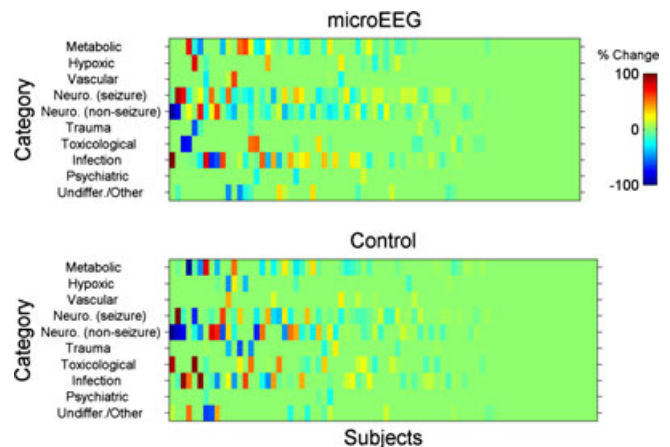 microEEG
Category
Metabolic
Hypoxic
Vascular
Neuro. (seizure)
Neuro. (non-seizure)
Trauma
Toxicological
Infection
Psychiatric
Undiffer./Other
% Change
100
0
-100
Control
Category
Metabolic
Hypoxic
Vascular
Neuro. (seizure)
Neuro. (non-seizure)
Trauma
Toxicological
Infection
Psychiatric
Undiffer./Other
Subjects